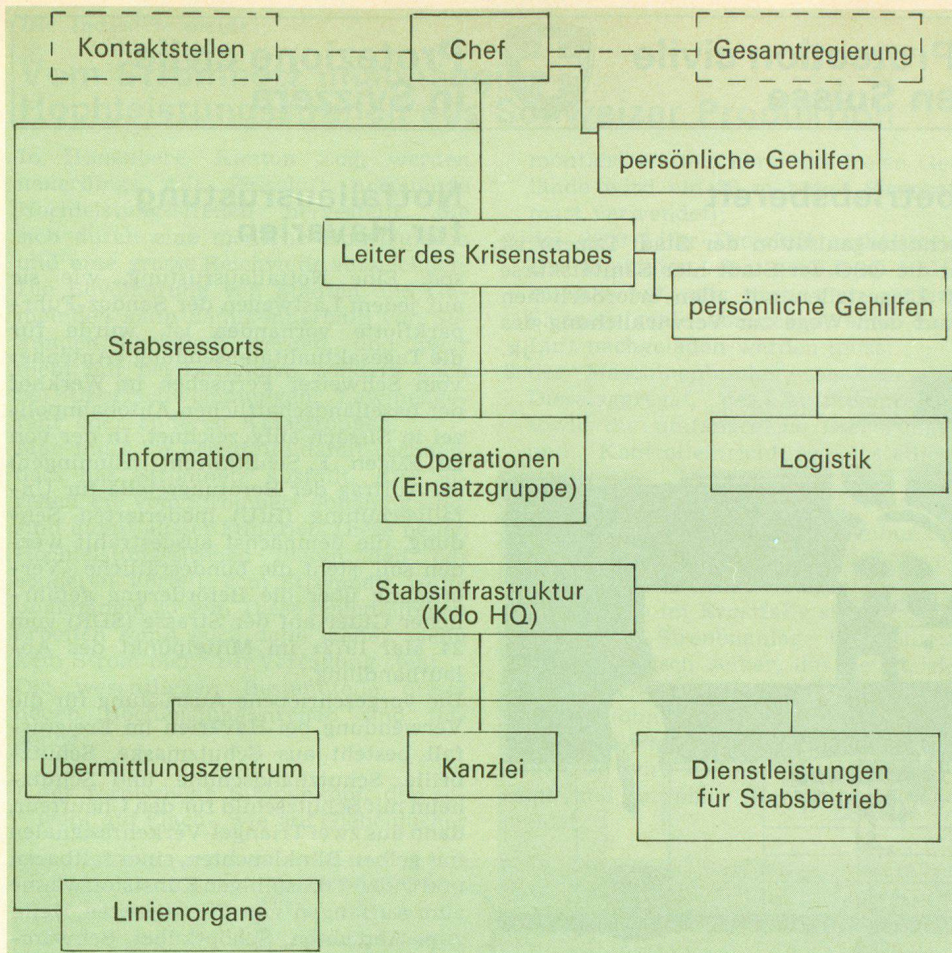 Kontaktstellen
Chef
Gesamtregierung
persönliche Gehilfen
Leiter des Krisenstabes
persönliche Gehilfen
Stabsressorts
Information
Operationen
(Einsatzgruppe)
Logistik
Stabsinfrastruktur
(Kdo HQ)
Übermittlungszentrum
Kanzlei
Dienstleistungen
für Stabsbetrieb
Linienorgane